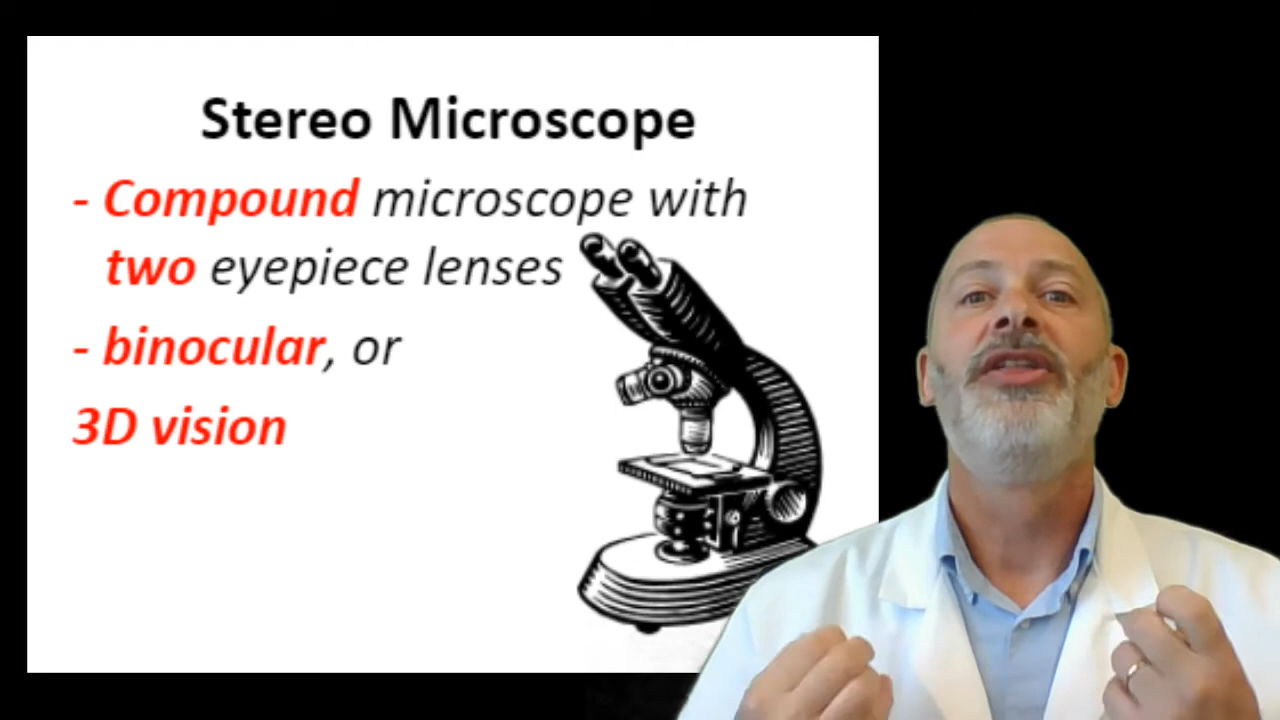 Stereo Microscope
- Compound microscope with
two eyepiece lenses
- binocular, or
3D vision